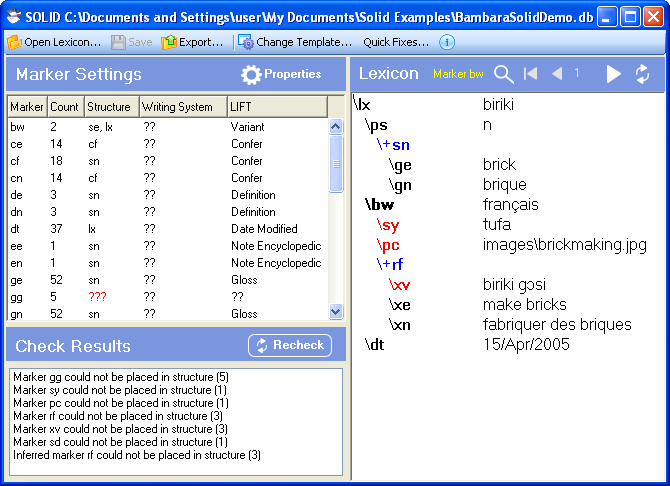 SOLID C:\Documents and Settings\user\My Documents\Solid Examples\BambaraSolidDemo.db
Open Lexicon... Save Export... Change Template... Quick Fixes...
Marker Settings Properties
Marker Count Structure Writing System LIFT
bw 2 se, lx ?? Variant
ce 14 cf ?? Confer
cf 18 sn ?? Confer
cn 14 cf ?? Confer
de 3 sn ?? Definition
dn 3 sn ?? Definition
dt 37 lx ?? Date Modified
ee 1 sn ?? Note Encyclopedic
en 1 sn ?? Note Encyclopedic
ge 52 sn ?? Gloss
gg 5 ??? ?? ??
gn 52 sn ?? Gloss
Check Results Recheck
Marker gg could not be placed in structure (5)
Marker sy could not be placed in structure (1)
Marker pc could not be placed in structure (1)
Marker rf could not be placed in structure (3)
Marker xv could not be placed in structure (3)
Marker sd could not be placed in structure (1)
Inferred marker rf could not be placed in structure (3)
Lexicon Marker bw 1
\lx biriki
\ps n
\+sn
\ge brick
\gn brique
\bw français
\sy tufa
\pc images\brickmaking.jpg
\+rf
\xv biriki gɔsi
\xe make bricks
\xn fabriquer des briques
\dt 15/Apr/2005